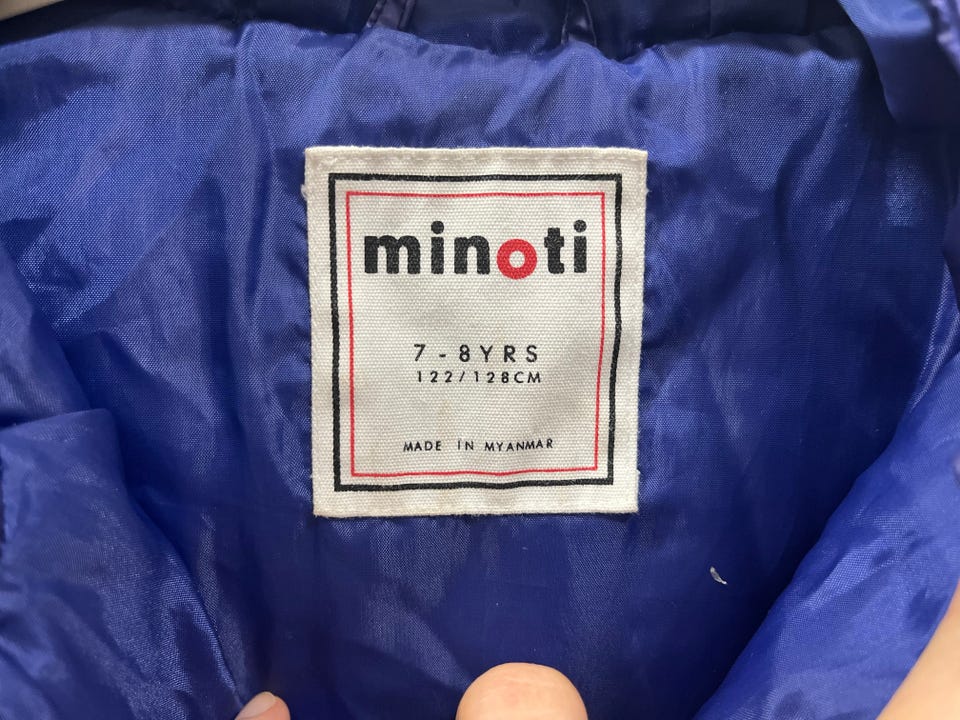 minoti
7 - 8YRS
122/128CM
MADE IN MYANMAR